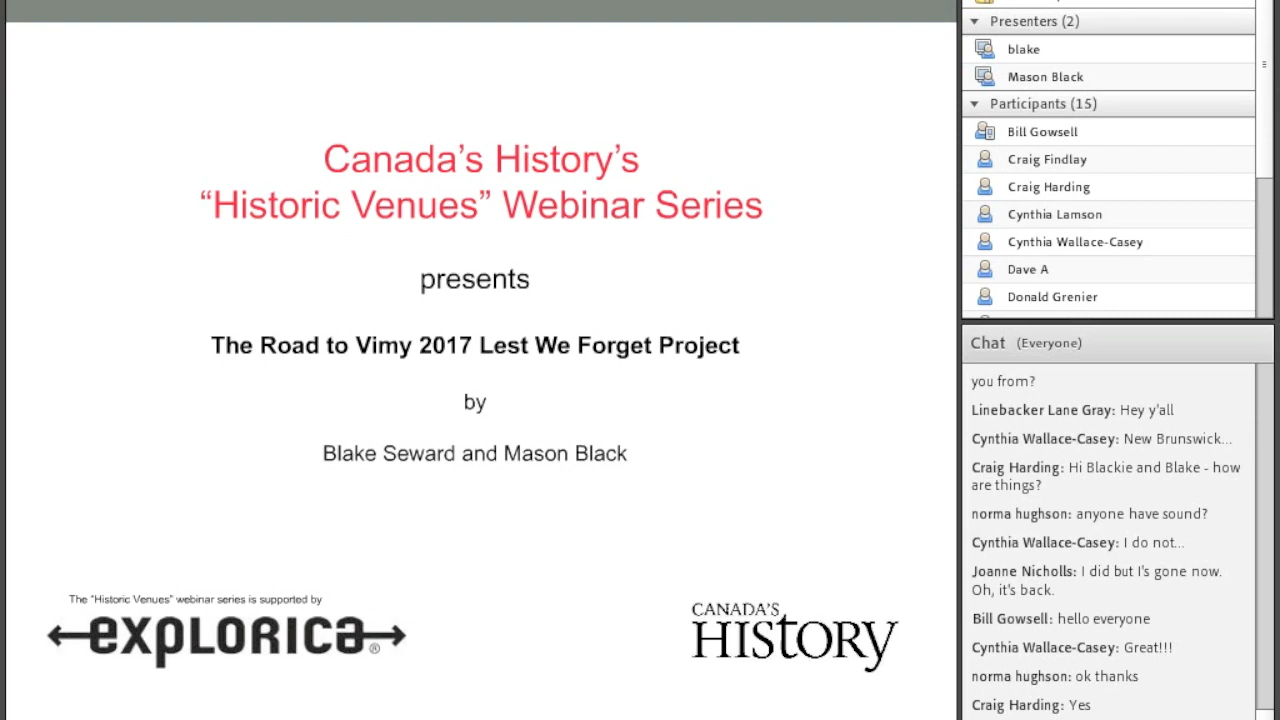 Canada's History's
“Historic Venues” Webinar Series
presents
The Road to Vimy 2017 Lest We Forget Project
by
Blake Seward and Mason Black
The “Historic Venues” webinar series is supported by
explorica®
CANADA'S
HISTORY
Presenters (2)
blake
Mason Black
Participants (15)
Bill Gowsell
Craig Findlay
Craig Harding
Cynthia Lamson
Cynthia Wallace-Casey
Dave A
Donald Grenier
Chat (Everyone)
you from?
Linebacker Lane Gray: Hey y'all
Cynthia Wallace-Casey: New Brunswick...
Craig Harding: Hi Blackie and Blake - how
are things?
norma hughson: anyone have sound?
Cynthia Wallace-Casey: I do not...
Joanne Nicholls: I did but I's gone now.
Oh, it's back.
Bill Gowsell: hello everyone
Cynthia Wallace-Casey: Great!!!
norma hughson: ok thanks
Craig Harding: Yes